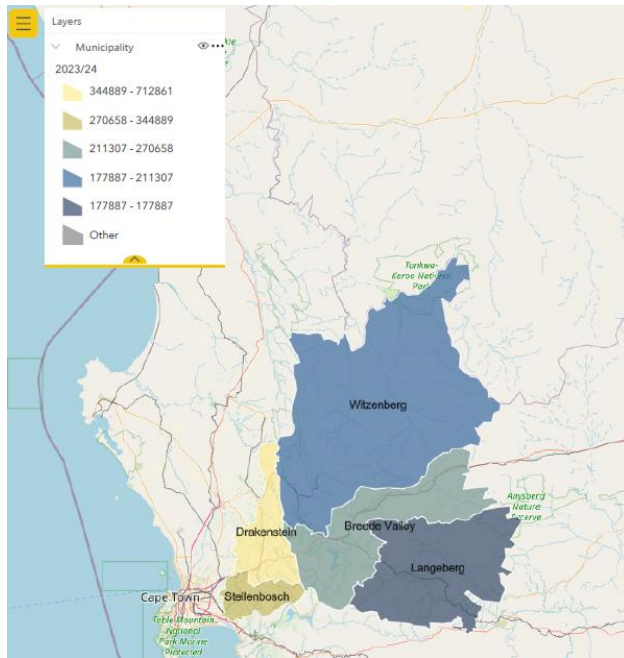 Layers
Municipality
2023/24
344889 - 712861
270658 - 344889
211307 - 270658
177887 - 211307
177887 - 177887
Other
Tankwa-
Karoo National
Park
Witzenberg
Anysberg
Nature
Reserve
Drakenstein
Breede Valley
Langeberg
Cape Town
Stellenbosch
Table Mountain
National
Park Marine
Protected